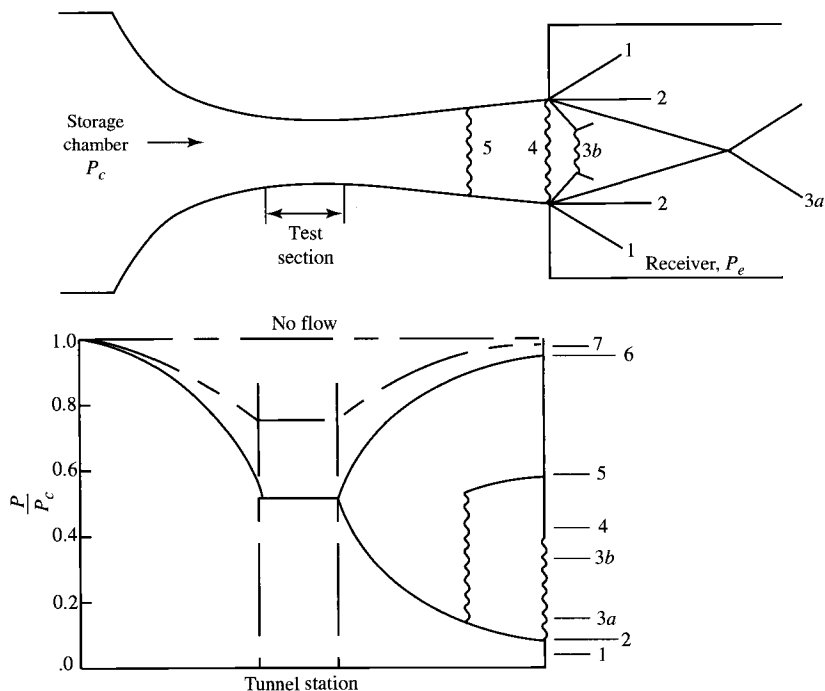 1
2
Storage
chamber
P_c
5
4
3b
Test
section
2
1
3a
Receiver, P_e
No flow
1.0
0.8
0.6
0.4
0.2
.0
P
P_c
7
6
5
4
3b
3a
2
1
Tunnel station